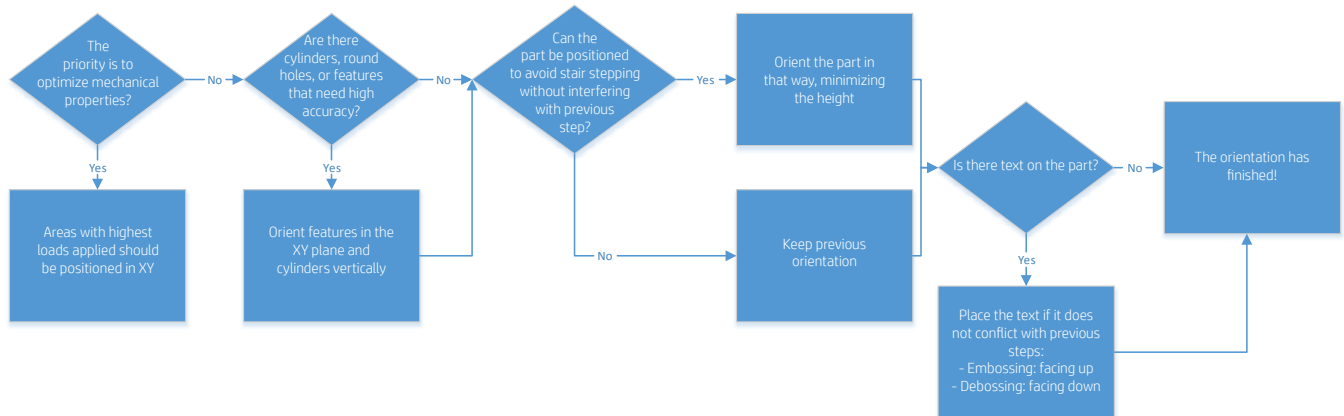 The
priority is to
optimize mechanical
properties?
No
Yes
Areas with highest
loads applied should
be positioned in XY
Are there
cylinders, round
holes, or features
that need high
accuracy?
No
Yes
Orient features in the
XY plane and
cylinders vertically
Can the
part be positioned
to avoid stair stepping
without interfering
with previous
step?
Yes
No
Orient the part in
that way, minimizing
the height
Keep previous
orientation
Is there text on the part?
No
Yes
Place the text if it does
not conflict with previous
steps:
- Embossing: facing up
- Debossing: facing down
The orientation has
finished!